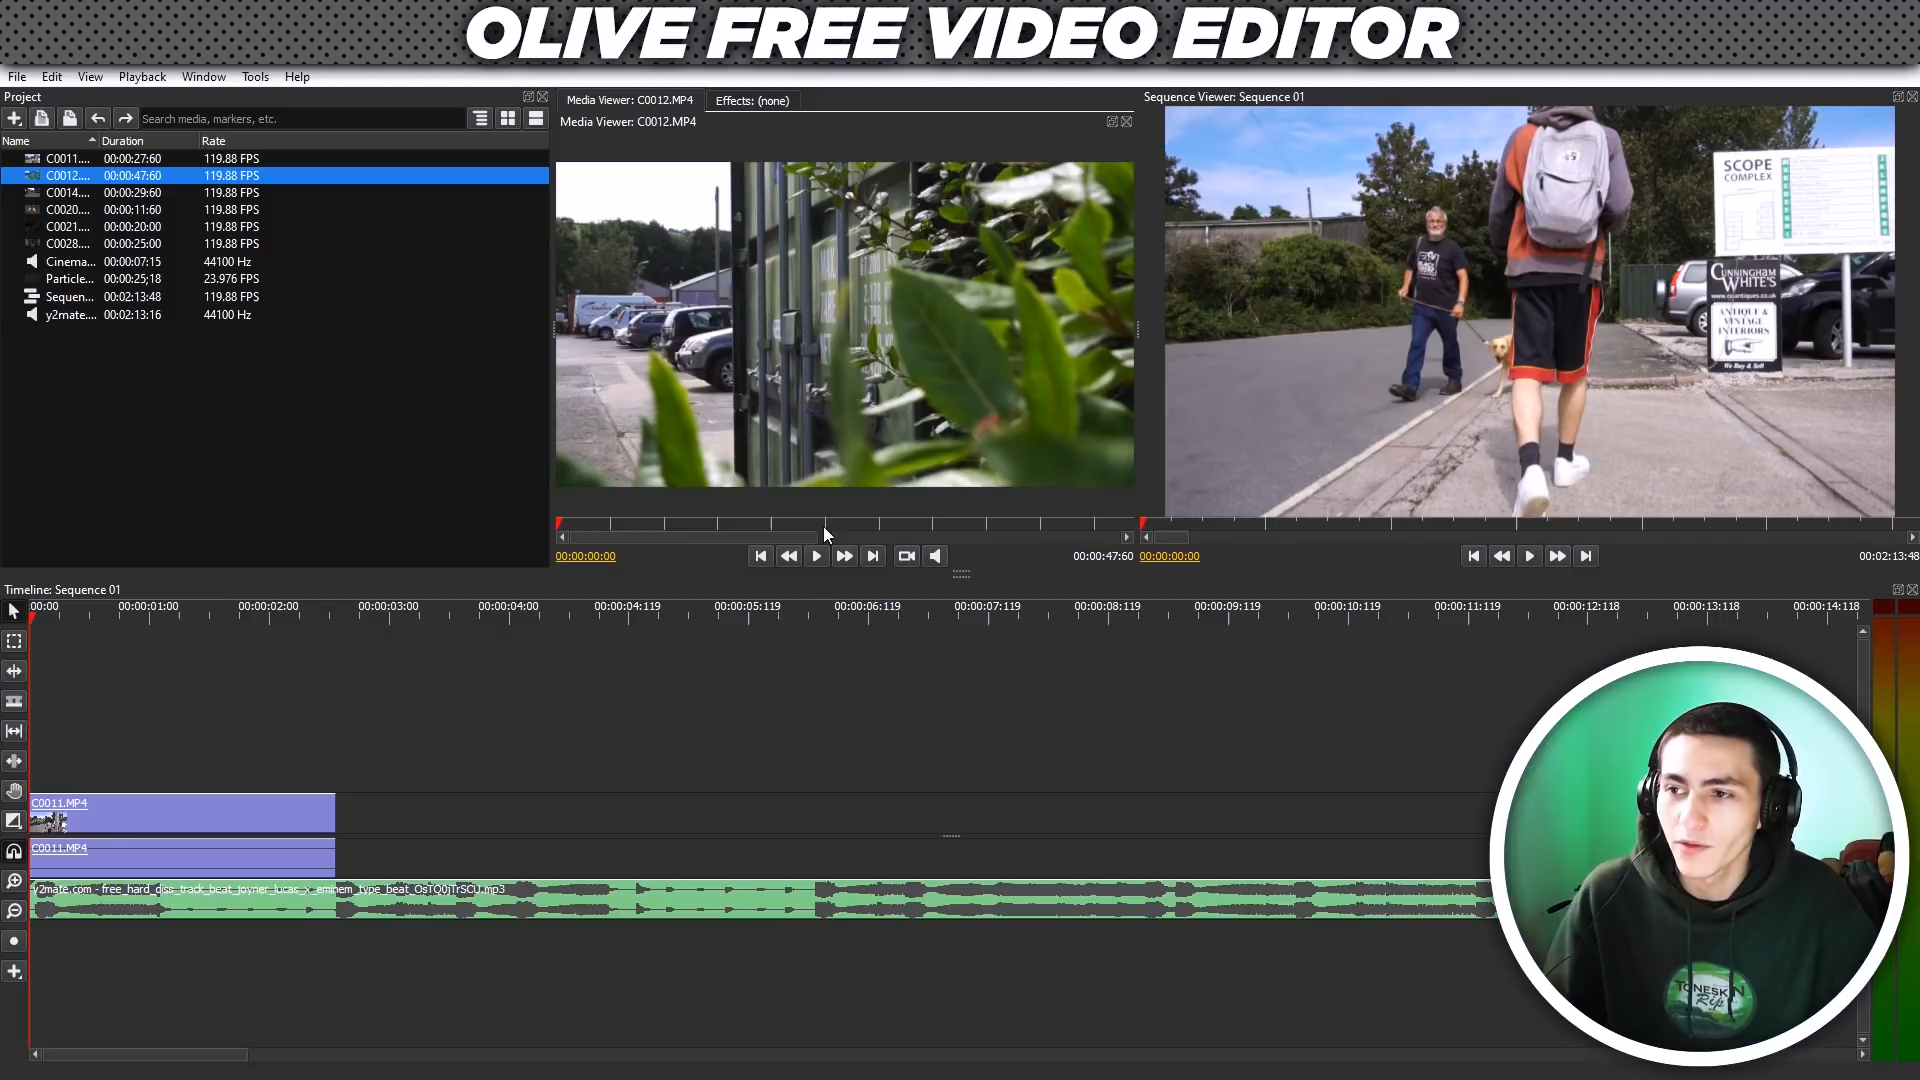 OLIVE FREE VIDEO EDITOR
File Edit View Playback Window Tools Help
Project
Search media, markers, etc.
Name Duration Rate
C0011.... 00:00:27:60 119.88 FPS
C0012.... 00:00:47:60 119.88 FPS
C0014.... 00:00:29:60 119.88 FPS
C0020.... 00:00:11:60 119.88 FPS
C0021.... 00:00:20:00 119.88 FPS
C0028.... 00:00:25:00 119.88 FPS
Cinema... 00:00:07:15 44100 Hz
Particle... 00:00:25;18 23.976 FPS
Sequen... 00:02:13:48 119.88 FPS
y2mate.... 00:02:13:16 44100 Hz
Media Viewer: C0012.MP4 Effects: (none)
Media Viewer: C0012.MP4
00:00:00:00 00:00:47:60
Sequence Viewer: Sequence 01
SCOPE
COMPLEX
CUNNINGHAM
WHITE'S
ANTIQUE &
VINTAGE
INTERIORS
We Buy & Sell
00:00:00:00 00:02:13:48
Timeline: Sequence 01
:00:00 00:00:01:00 00:00:02:00 00:00:03:00 00:00:04:00 00:00:04:119 00:00:05:119 00:00:06:119 00:00:07:119 00:00:08:119 00:00:09:119 00:00:10:119 00:00:11:119 00:00:12:118 00:00:13:118 00:00:14:118
C0011.MP4
C0011.MP4
y2mate.com - free_hard_diss_track_beat_joyner_lucas_x_eminem_type_beat_OsTQ0jTrSCU.mp3
TONESKIN
Rip